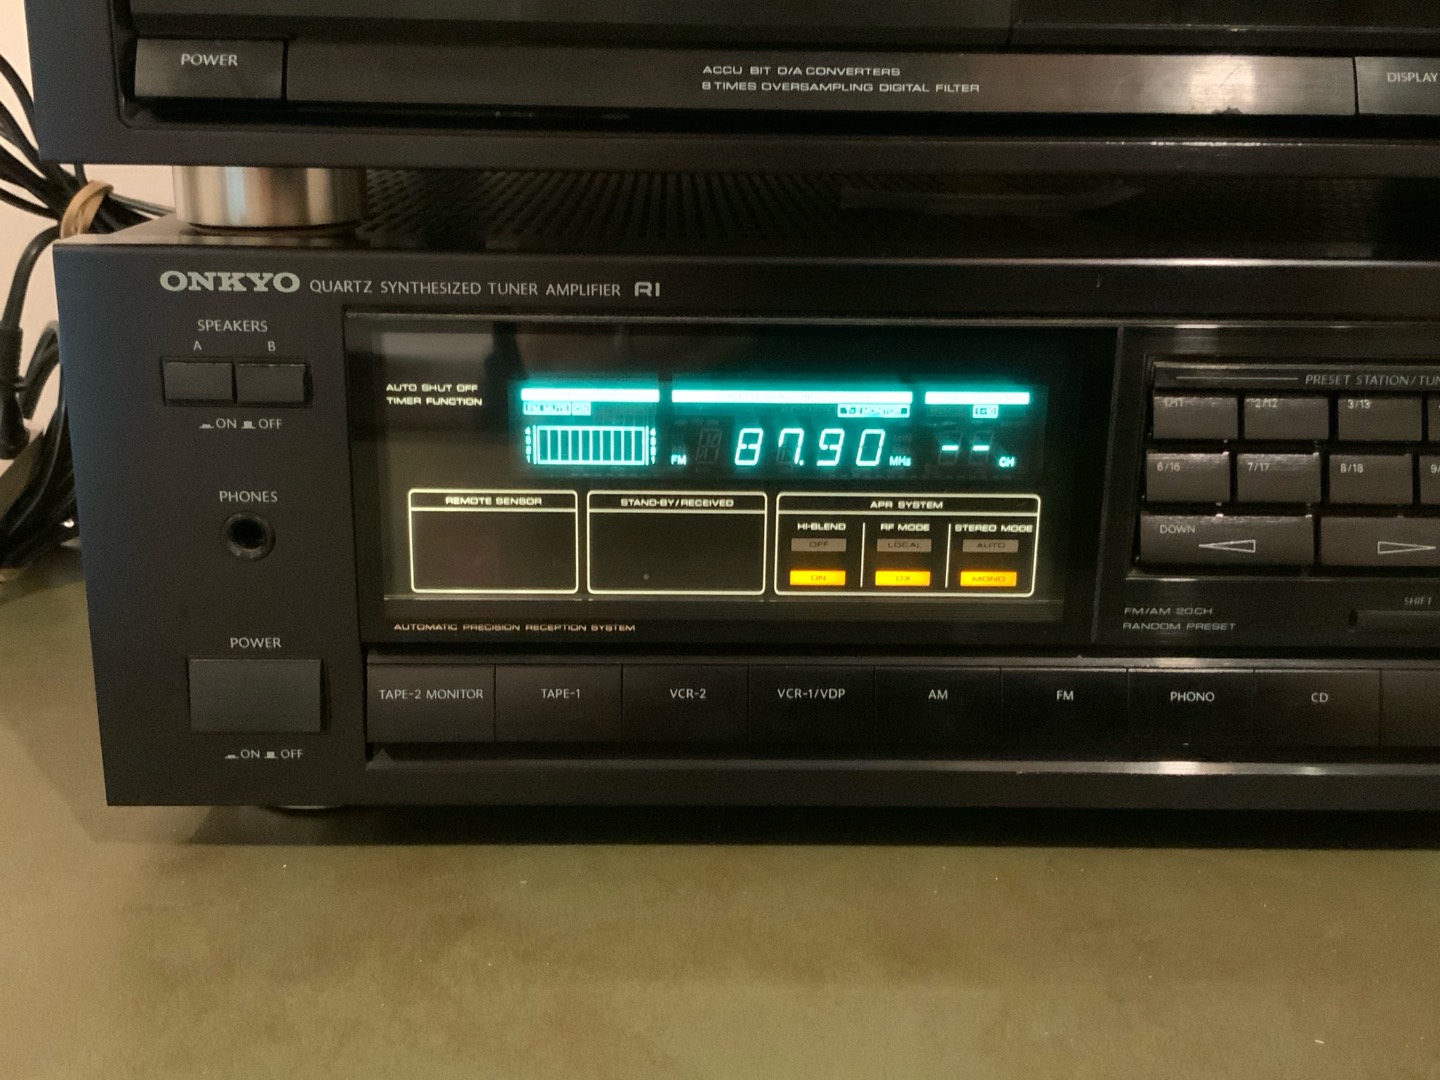 POWER
ACCU BIT D/A CONVERTERS
8 TIMES OVERSAMPLING DIGITAL FILTER
DISPLAY
ONKYO QUARTZ SYNTHESIZED TUNER AMPLIFIER RI
SPEAKERS
A B
ON OFF
AUTO SHUT OFF
TIMER FUNCTION
FM 87.90 MHz -- CH
PRESET STATION/TUN
1/11 2/12 3/13
6/16 7/17 8/18 9/
DOWN
PHONES
REMOTE SENSOR STAND-BY/RECEIVED APR SYSTEM
HI-BLEND RF MODE STEREO MODE
OFF LOCAL AUTO
ON DX MONO
SHIFT
FM/AM 20CH
RANDOM PRESET
AUTOMATIC PRECISION RECEPTION SYSTEM
POWER
ON OFF
TAPE-2 MONITOR TAPE-1 VCR-2 VCR-1/VDP AM FM PHONO CD